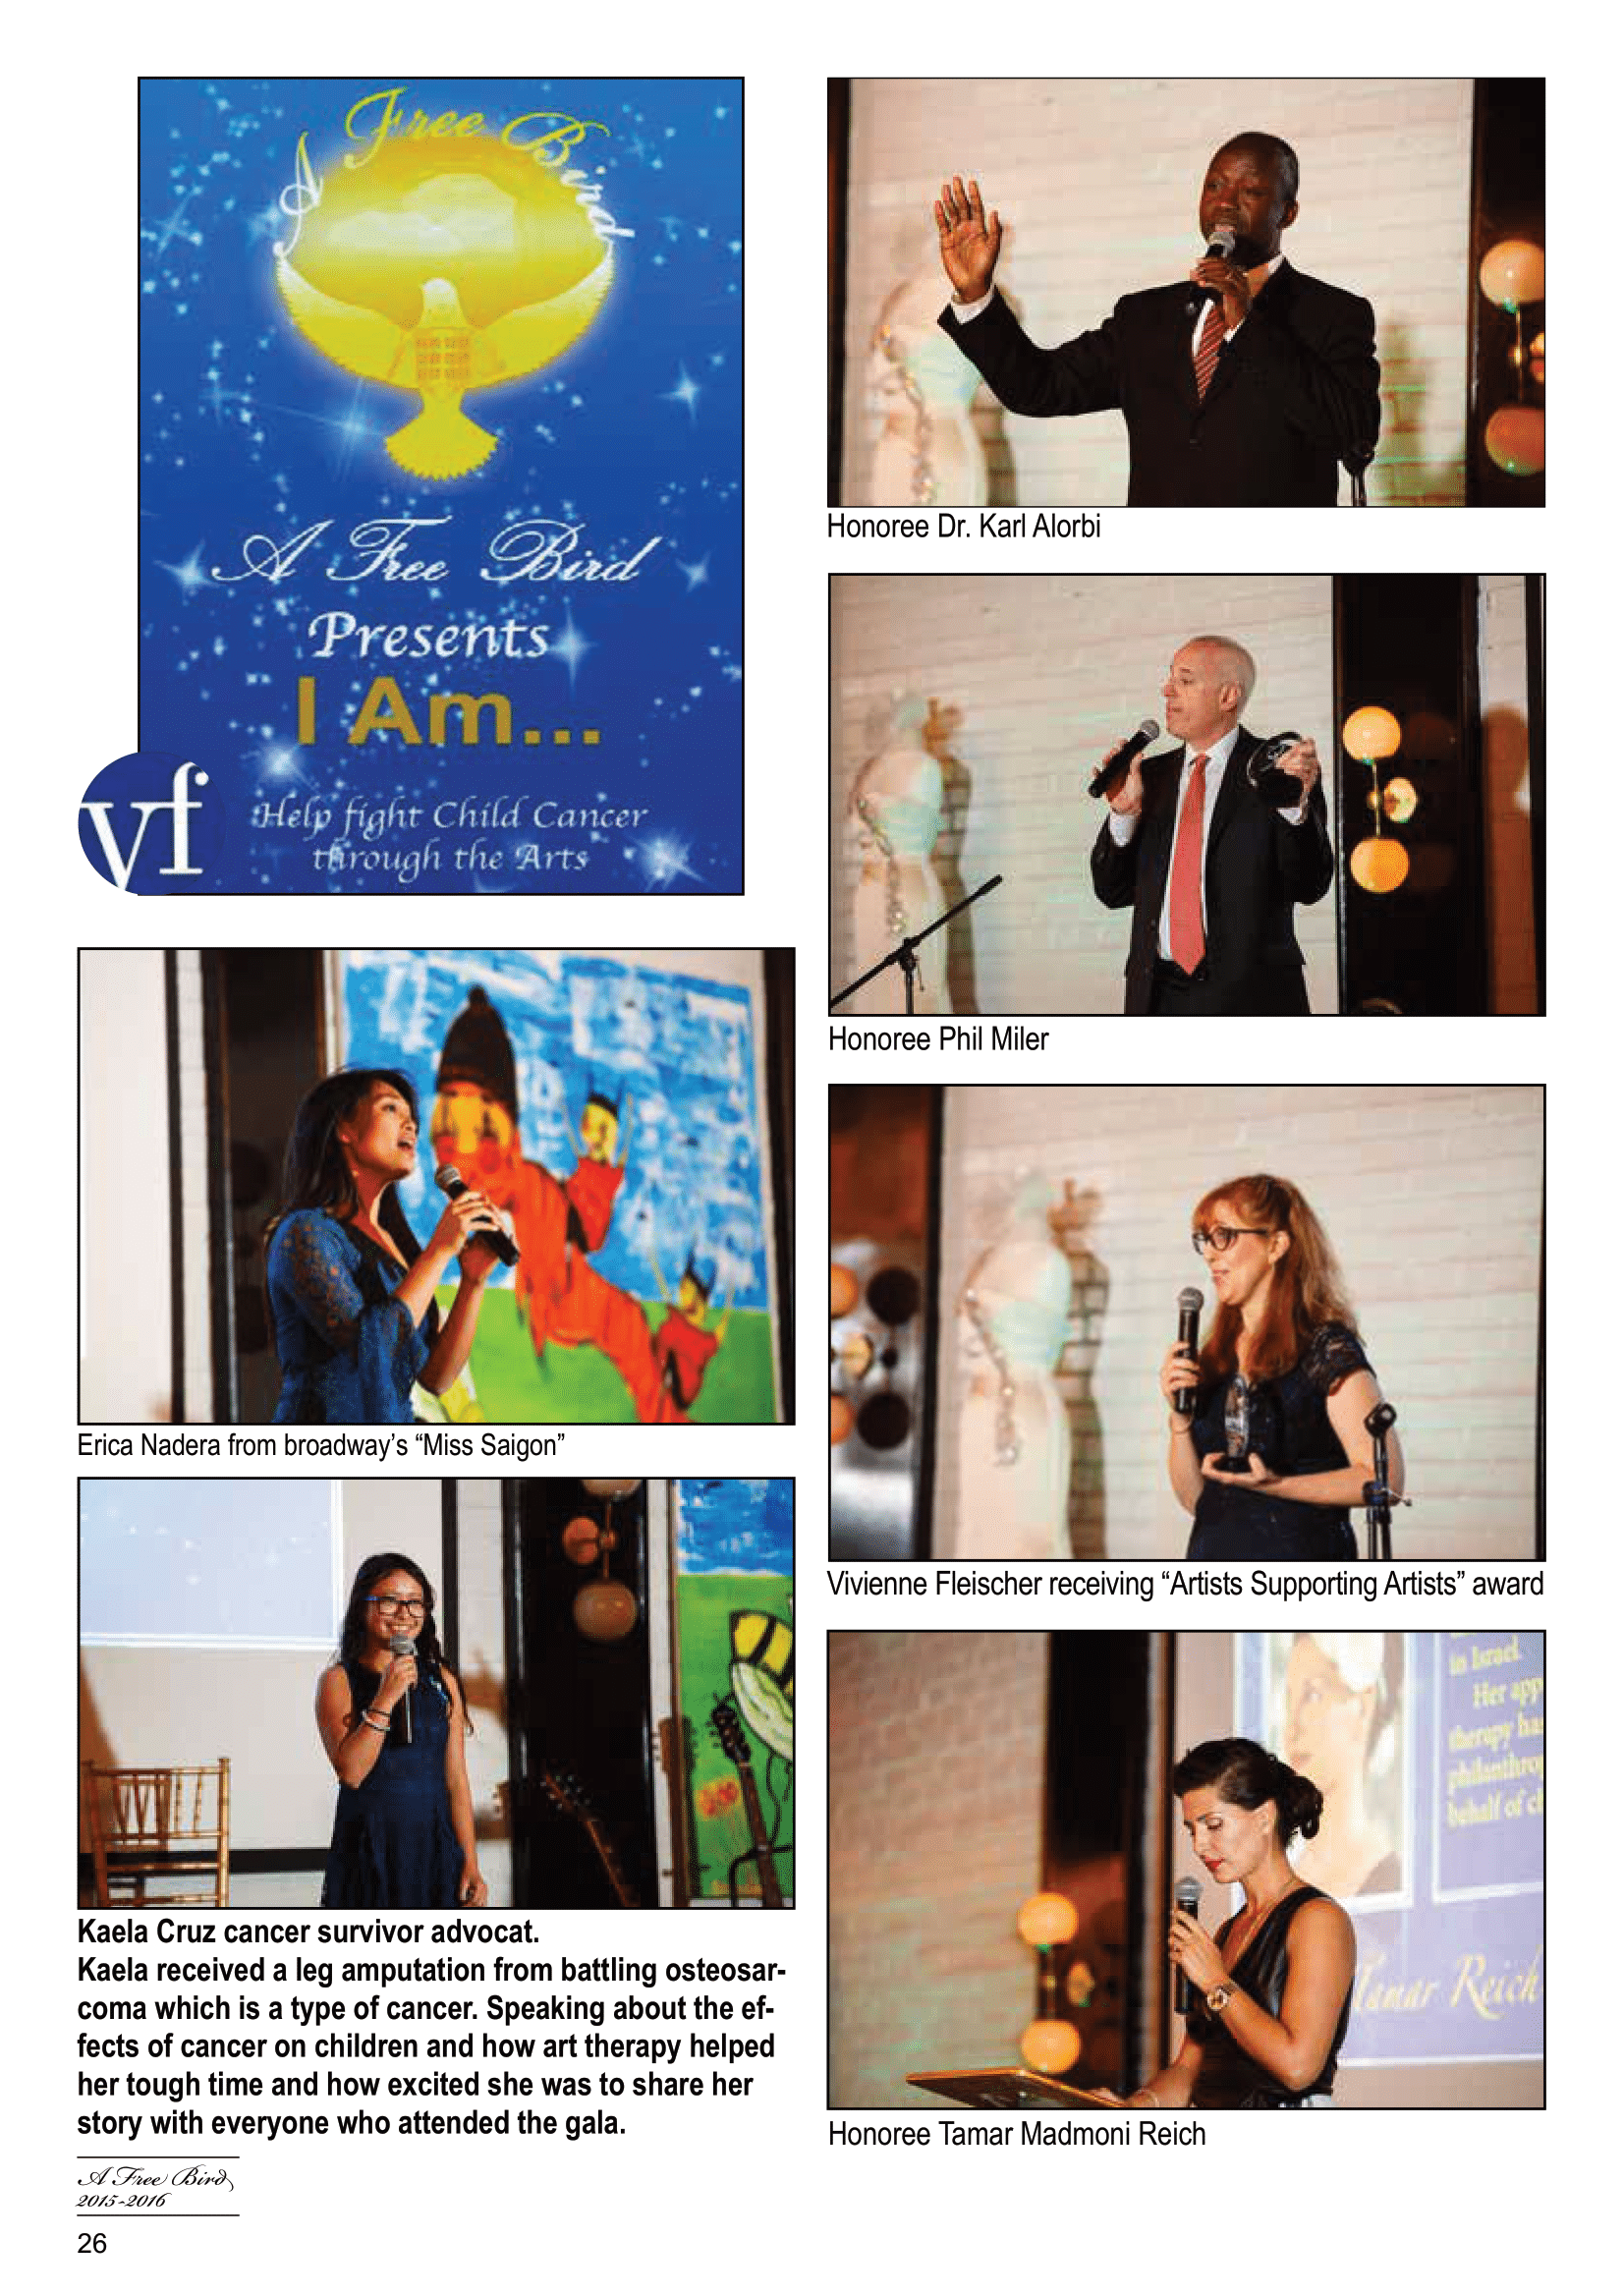 A Free Bird
A Free Bird
Presents
I Am...
Help fight Child Cancer
through the Arts
vf
Erica Nadera from broadway’s “Miss Saigon”
Kaela Cruz cancer survivor advocat.
Kaela received a leg amputation from battling osteosar-
coma which is a type of cancer. Speaking about the ef-
fects of cancer on children and how art therapy helped
her tough time and how excited she was to share her
story with everyone who attended the gala.
Honoree Dr. Karl Alorbi
Honoree Phil Miler
Vivienne Fleischer receiving “Artists Supporting Artists” award
in Israel.
Her app
therapy ha
philanthro
behalf of c
Tamar Reich
Honoree Tamar Madmoni Reich
A Free Bird
2015-2016
26